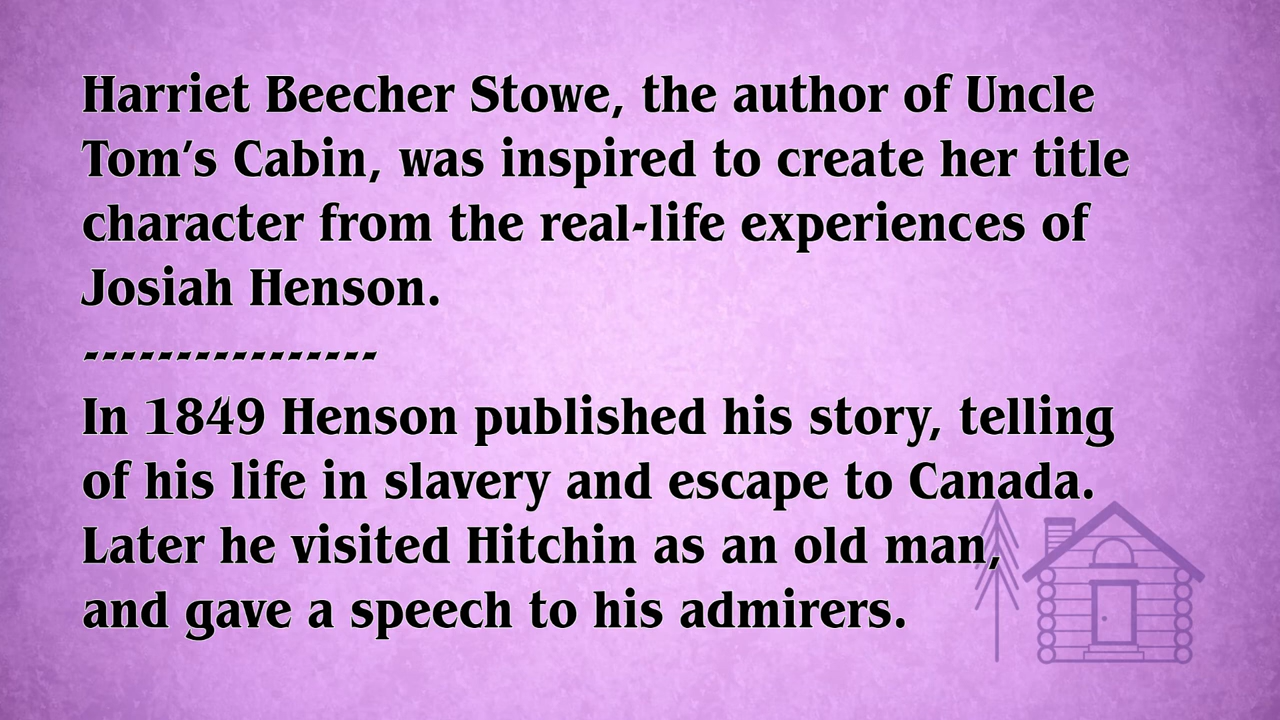 Harriet Beecher Stowe, the author of Uncle
Tom’s Cabin, was inspired to create her title
character from the real-life experiences of
Josiah Henson.
----------------
In 1849 Henson published his story, telling
of his life in slavery and escape to Canada.
Later he visited Hitchin as an old man,
and gave a speech to his admirers.